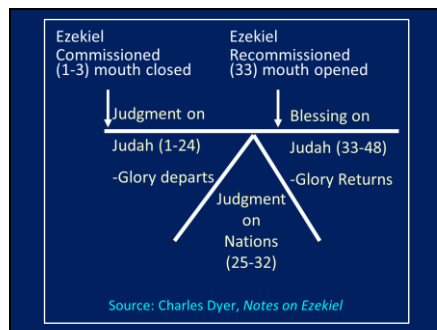 Ezekiel
Commissioned
(1-3) mouth closed
Ezekiel
Recommissioned
(33) mouth opened
Judgment on
Judah (1-24)
-Glory departs
Blessing on
Judah (33-48)
-Glory Returns
Judgment
on
Nations
(25-32)
Source: Charles Dyer, Notes on Ezekiel